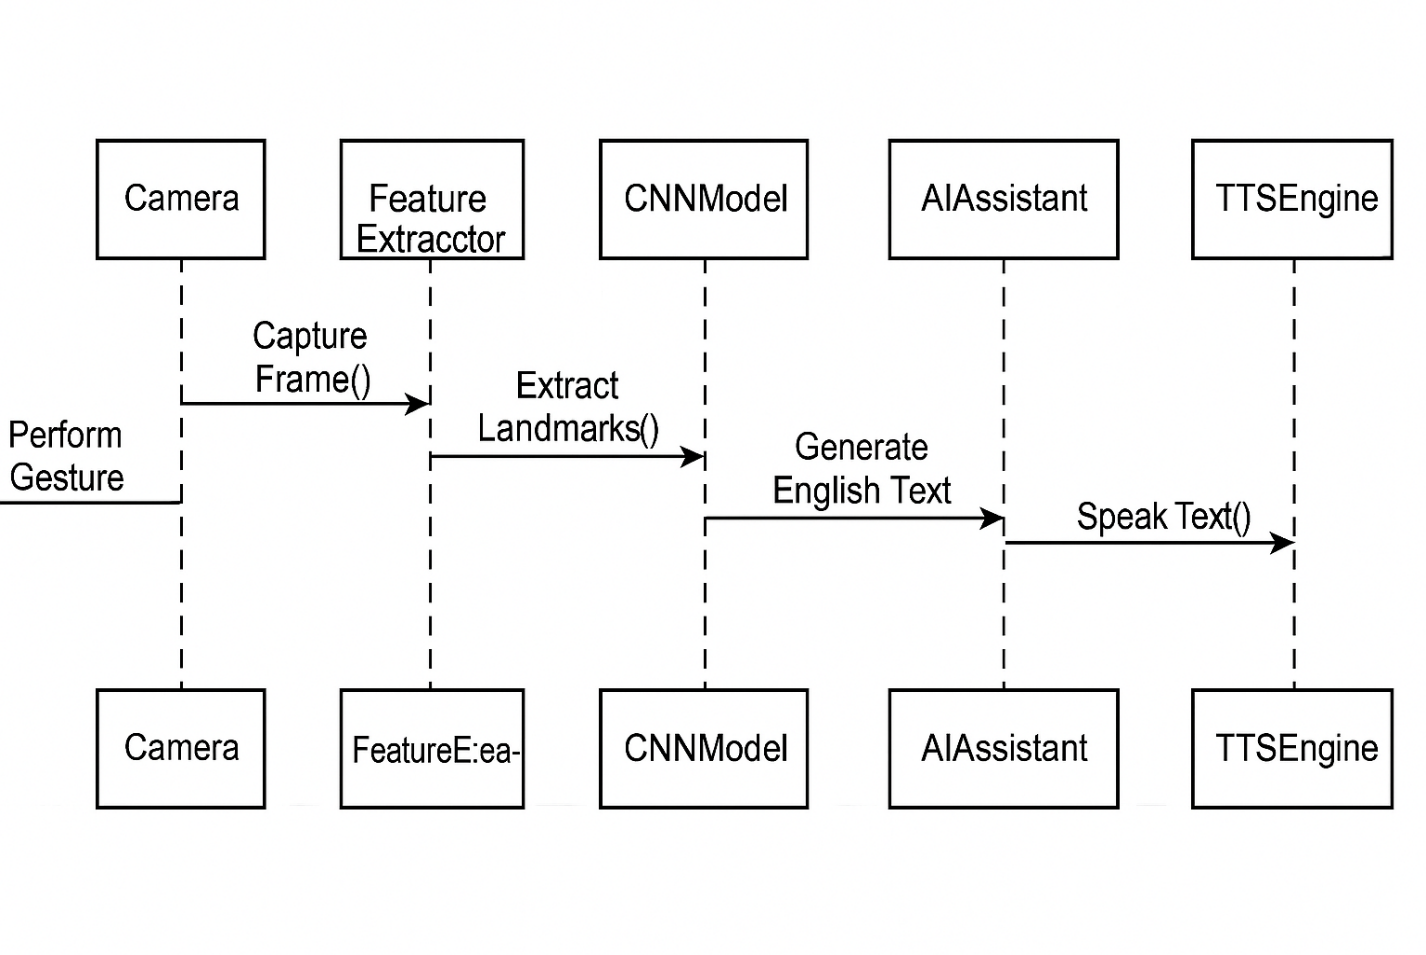 Camera
Feature
Extracctor
CNNModel
AIAssistant
TTSEngine
Capture
Frame()
Extract
Landmarks()
Perform
Gesture
Generate
English Text
Speak Text()
Camera
FeatureE:ea-
CNNModel
AIAssistant
TTSEngine